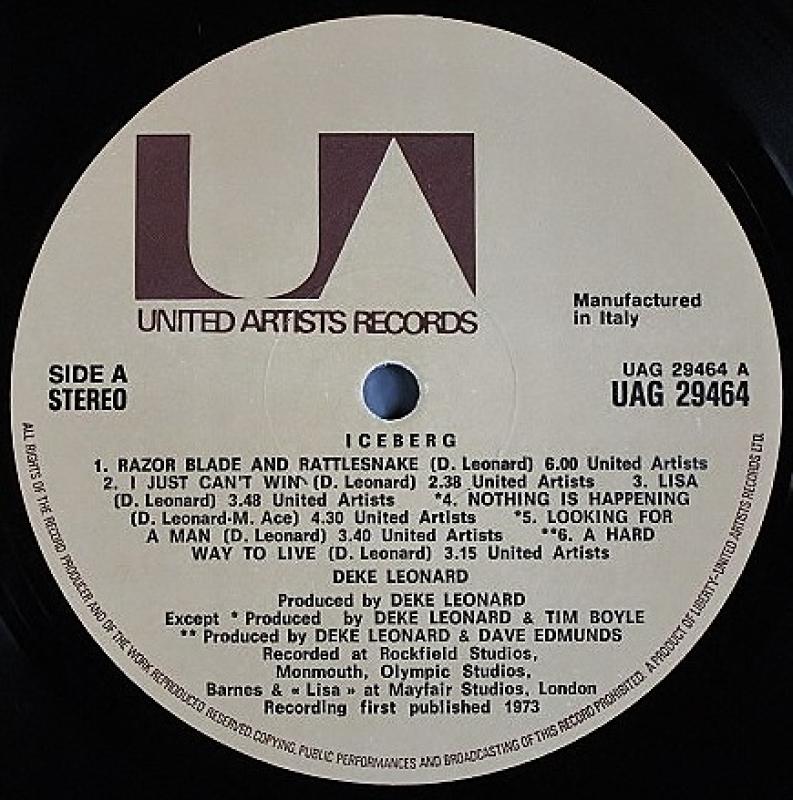 UA
UNITED ARTISTS RECORDS
Manufactured
in Italy
SIDE A
STEREO
UAG 29464 A
UAG 29464
ICEBERG
1. RAZOR BLADE AND RATTLESNAKE (D. Leonard) 6.00 United Artists
2. I JUST CAN'T WIN (D. Leonard) 2.38 United Artists 3. LISA
(D. Leonard) 3.48 United Artists *4. NOTHING IS HAPPENING
(D. Leonard-M. Ace) 4.30 United Artists *5. LOOKING FOR
A MAN (D. Leonard) 3.40 United Artists **6. A HARD
WAY TO LIVE (D. Leonard) 3.15 United Artists
DEKE LEONARD
Produced by DEKE LEONARD
Except * Produced by DEKE LEONARD & TIM BOYLE
** Produced by DEKE LEONARD & DAVE EDMUNDS
Recorded at Rockfield Studios,
Monmouth, Olympic Studios,
Barnes & « Lisa » at Mayfair Studios, London
Recording first published 1973
ALL RIGHTS OF THE RECORD PRODUCER AND OF THE WORK REPRODUCED RESERVED. COPYING, PUBLIC PERFORMANCES AND BROADCASTING OF THIS RECORD PROHIBITED. A PRODUCT OF LIBERTY-UNITED ARTISTS RECORDS LTD.